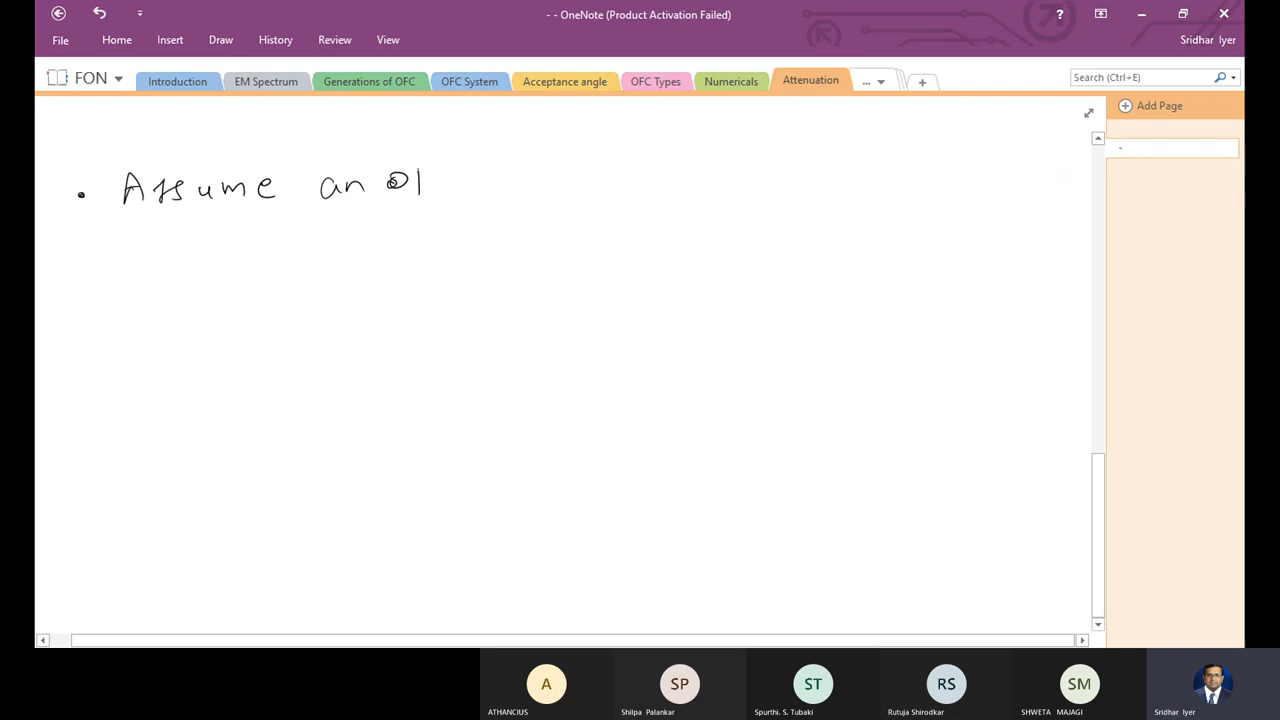 - - OneNote (Product Activation Failed)
?
File Home Insert Draw History Review View
Sridhar Iyer
FON Introduction EM Spectrum Generations of OFC OFC System Acceptance angle OFC Types Numericals Attenuation ... +
Search (Ctrl+E)
Add Page
-
• Assume an
A SP ST RS SM
ATHANCIUS Shilpa Palankar Spurthi. S. Tubaki Rutuja Shirodkar SHWETA MAJAGI Sridhar Iyer